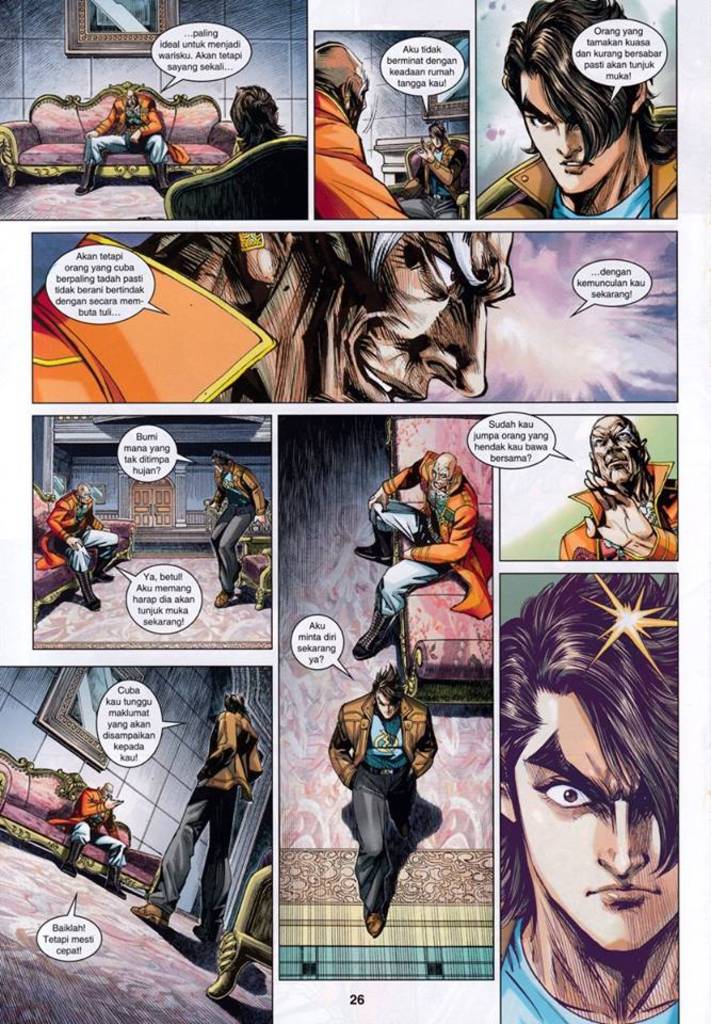 ...paling
ideal untuk menjadi
warisku. Akan tetapi
sayang sekali...
Aku tidak
berminat dengan
keadaan rumah
tangga kau!
Orang yang
tamakan kuasa
dan kurang bersabar
pasti akan tunjuk
muka!
Akan tetapi
orang yang cuba
berpaling tadah pasti
tidak berani bertindak
dengan secara mem-
buta tuli...
...dengan
kemunculan kau
sekarang!
Bumi
mana yang
tak ditimpa
hujan?
Ya, betul!
Aku memang
harap dia akan
tunjuk muka
sekarang!
Cuba
kau tunggu
maklumat
yang akan
disampaikan
kepada
kau!
Baiklah!
Tetapi mesti
cepat!
Aku
minta diri
sekarang
ya?
Sudah kau
jumpa orang yang
hendak kau bawa
bersama?
26